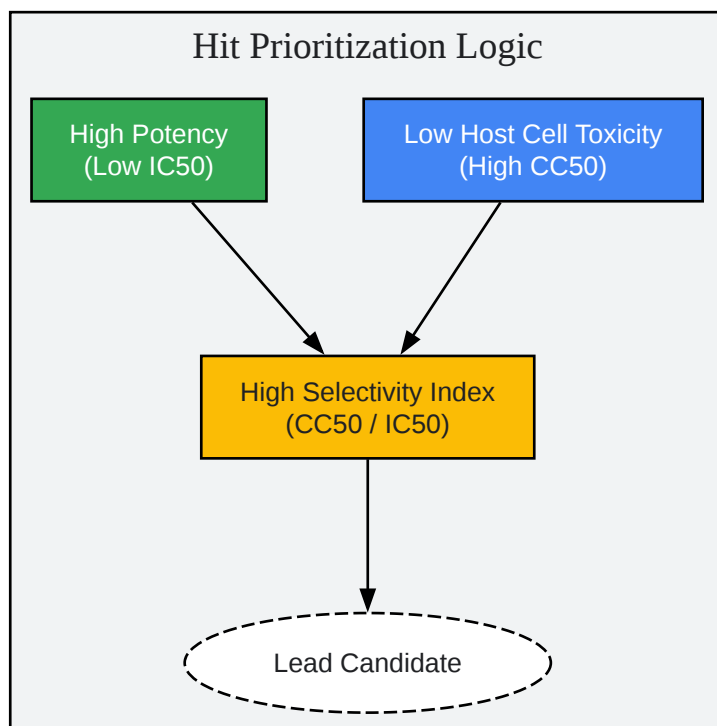 Hit Prioritization Logic
High Potency
(Low IC50)
Low Host Cell Toxicity
(High CC50)
High Selectivity Index
(CC50 / IC50)
Lead Candidate